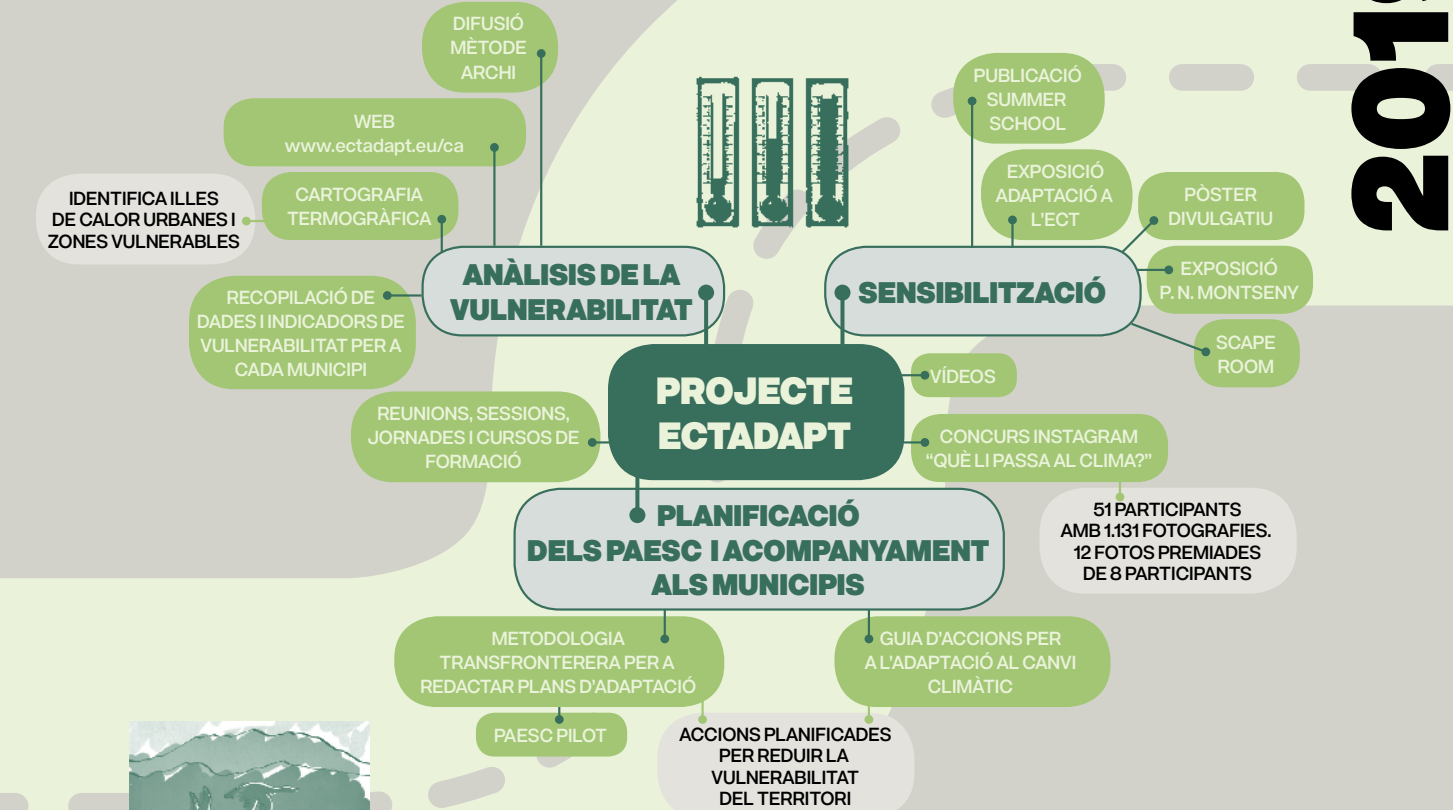 DIFUSIÓ
MÈTODE
ARCHI
WEB
www.ectadapt.eu/ca
IDENTIFICA ILLES
DE CALOR URBANES I
ZONES VULNERABLES
CARTOGRAFIA
TERMOGRÀFICA
ANÀLISIS DE LA
VULNERABILITAT
RECOPILACIÓ DE
DADES I INDICADORS DE
VULNERABILITAT PER A
CADA MUNICIPI
PUBLICACIÓ
SUMMER
SCHOOL
EXPOSICIÓ
ADAPTACIÓ A
L'ECT
PÒSTER
DIVULGATIU
SENSIBILITZACIÓ
EXPOSICIÓ
P. N. MONTSENY
SCAPE
ROOM
PROJECTE
ECTADAPT
VÍDEOS
REUNIONS, SESSIONS,
JORNADES I CURSOS DE
FORMACIÓ
CONCURS INSTAGRAM
“QUÈ LI PASSA AL CLIMA?”
51 PARTICIPANTS
AMB 1.131 FOTOGRAFIES.
12 FOTOS PREMIADES
DE 8 PARTICIPANTS
PLANIFICACIÓ
DELS PAESC I ACOMPANYAMENT
ALS MUNICIPIS
METODOLOGIA
TRANSFRONTERERA PER A
REDACTAR PLANS D'ADAPTACIÓ
GUIA D'ACCIONS PER
A L'ADAPTACIÓ AL CANVI
CLIMÀTIC
PAESC PILOT
ACCIONS PLANIFICADES
PER REDUIR LA
VULNERABILITAT
DEL TERRITORI